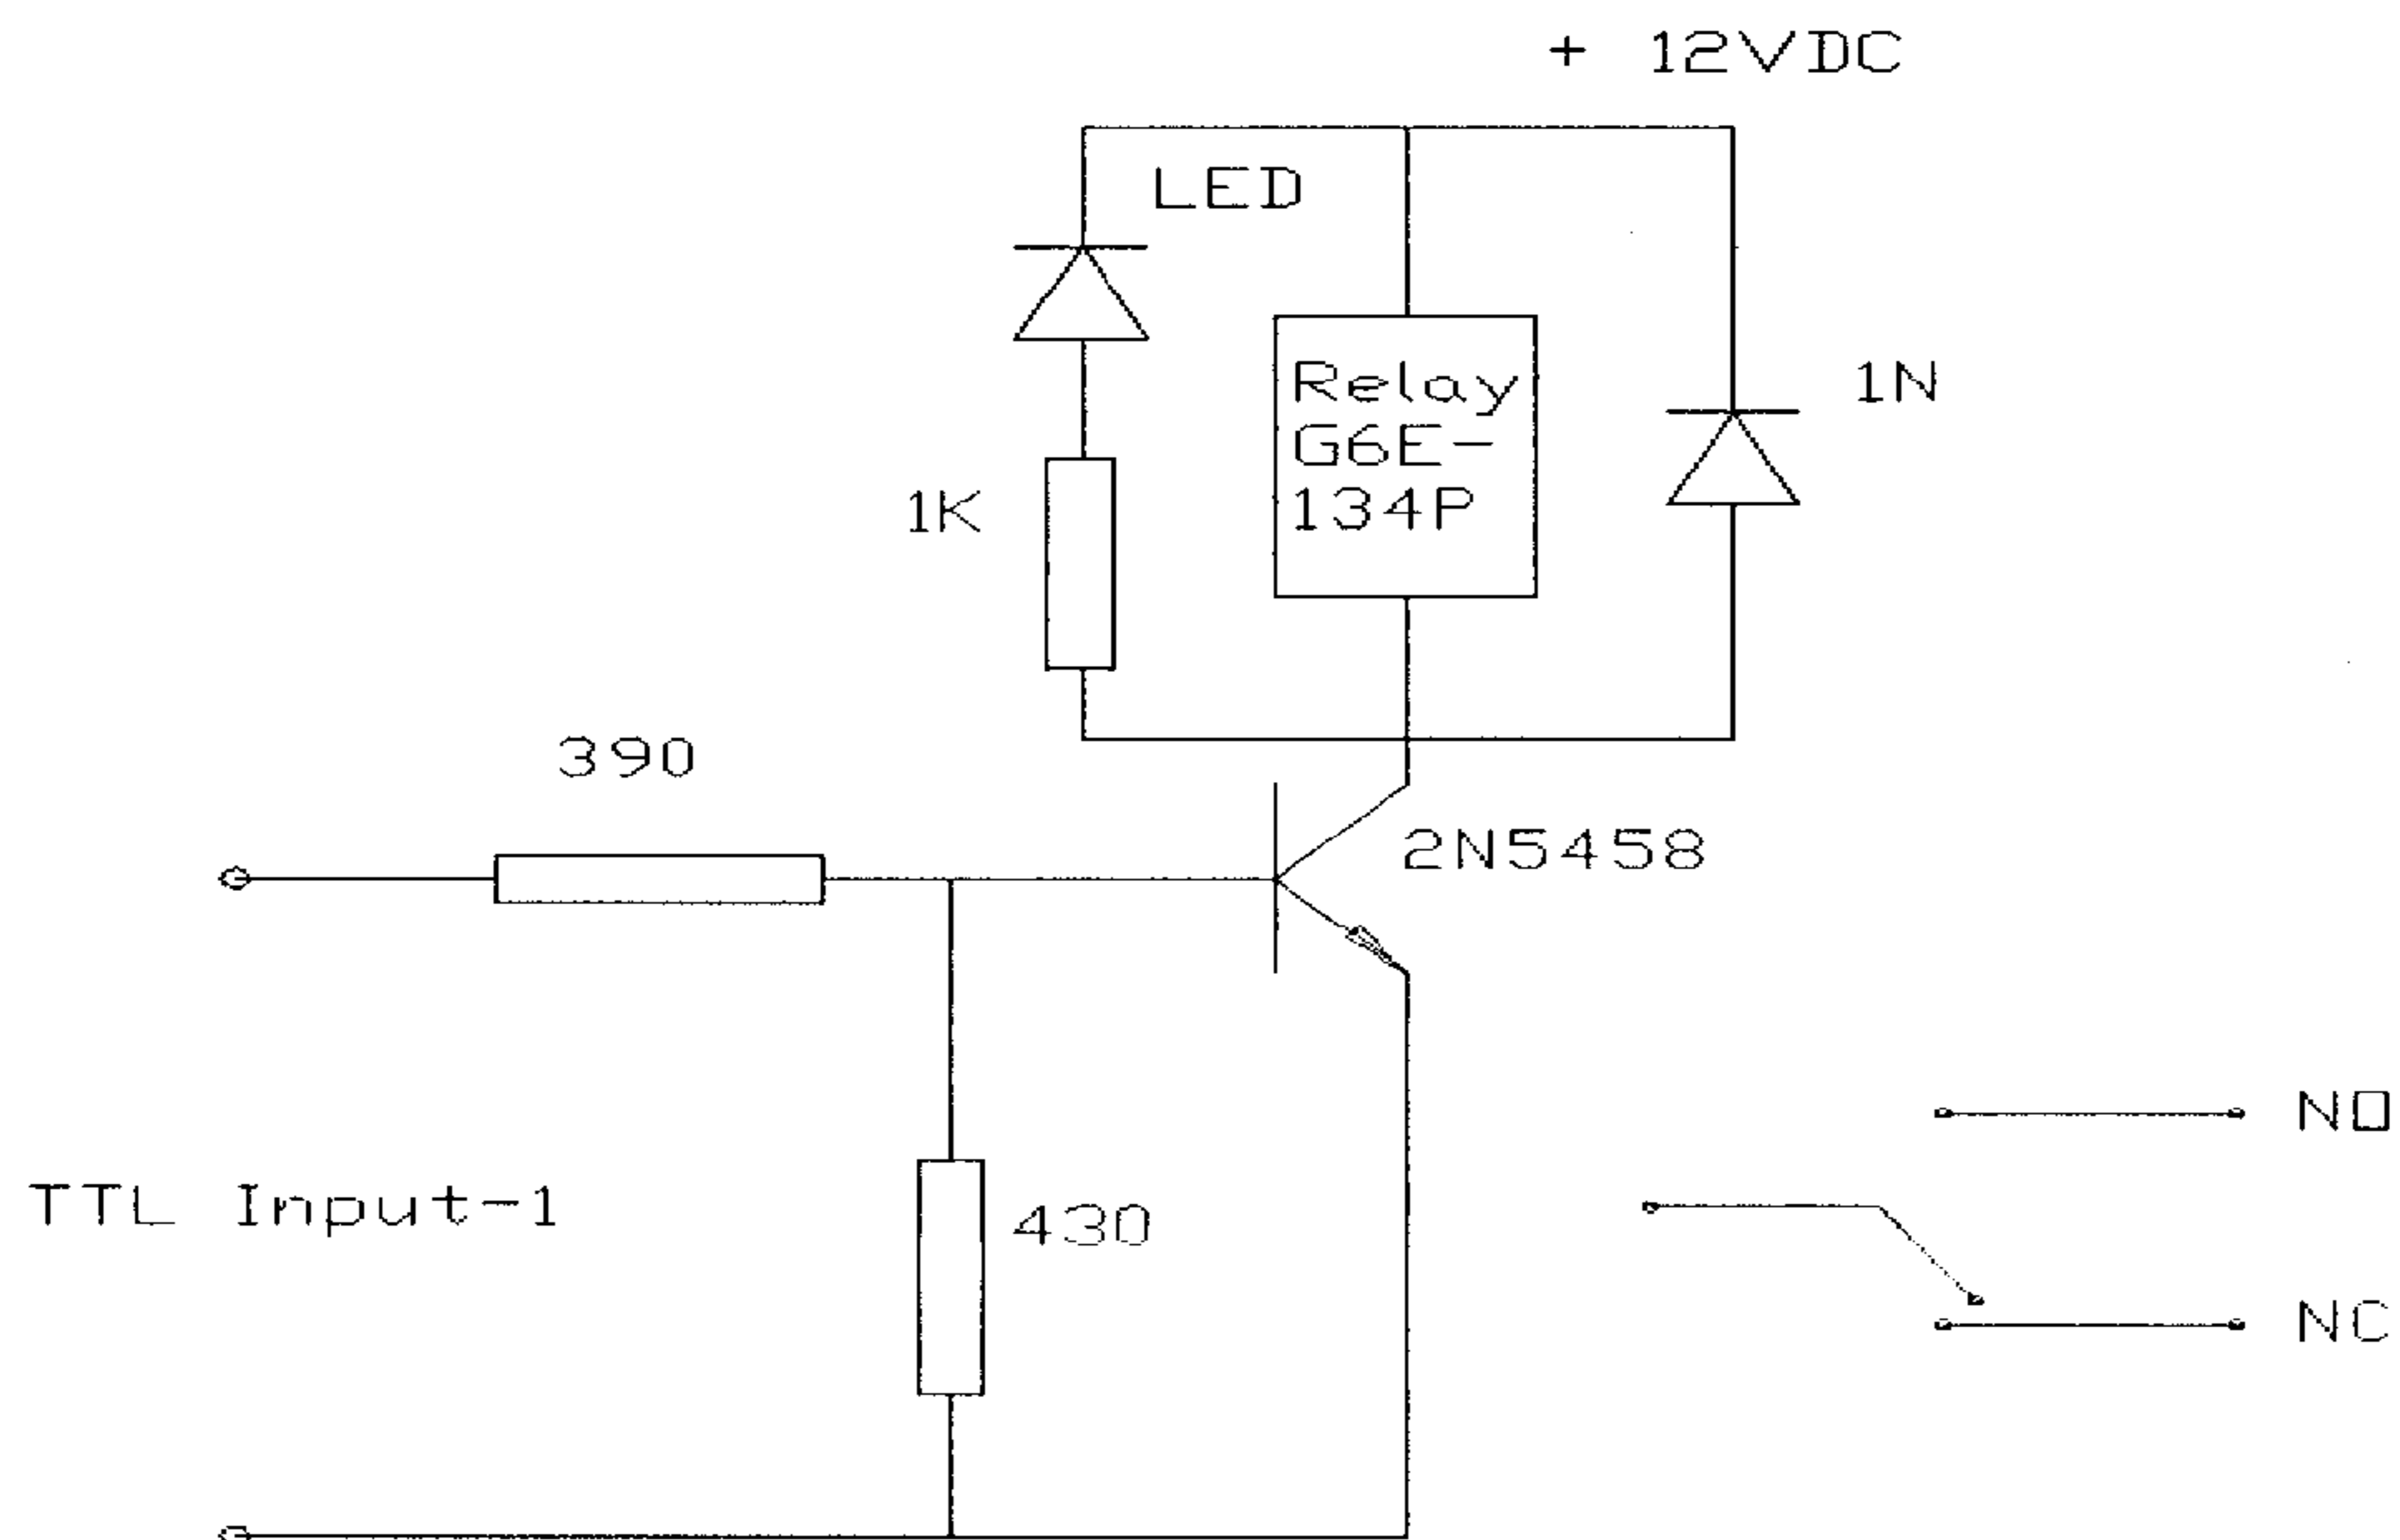 + 12VDC
LED
Relay
G6E-
134P
1N
1K
390
2N5458
NO
TTL Input-1
430
NC